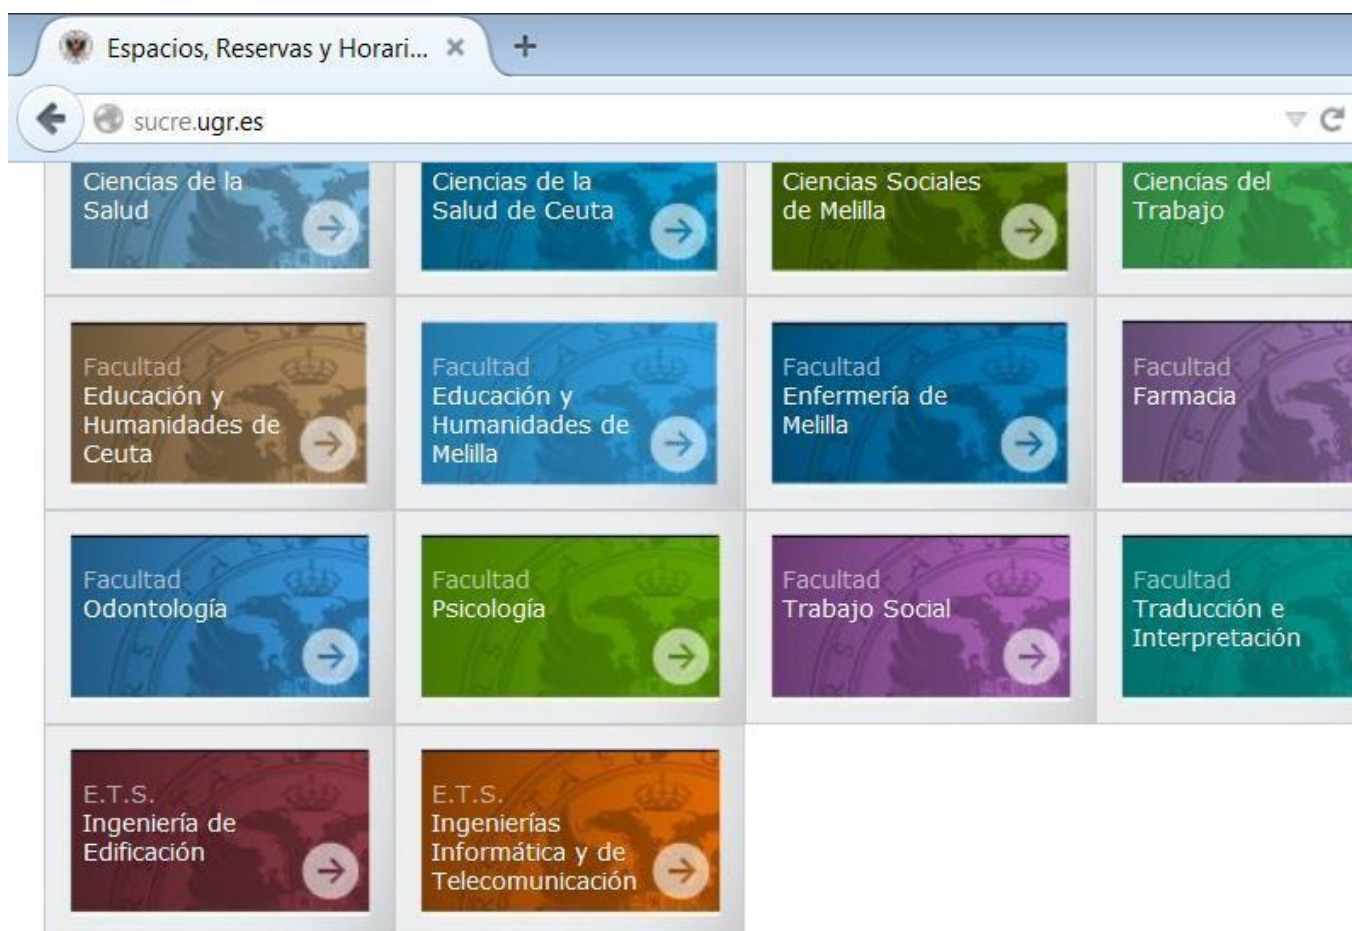 Espacios, Reservas y Horari...
sucre.ugr.es
Ciencias de la
Salud
Ciencias de la
Salud de Ceuta
Ciencias Sociales
de Melilla
Ciencias del
Trabajo
Facultad
Educación y
Humanidades de
Ceuta
Facultad
Educación y
Humanidades de
Melilla
Facultad
Enfermería de
Melilla
Facultad
Farmacia
Facultad
Odontología
Facultad
Psicología
Facultad
Trabajo Social
Facultad
Traducción e
Interpretación
E.T.S.
Ingeniería de
Edificación
E.T.S.
Ingenierías
Informática y de
Telecomunicación